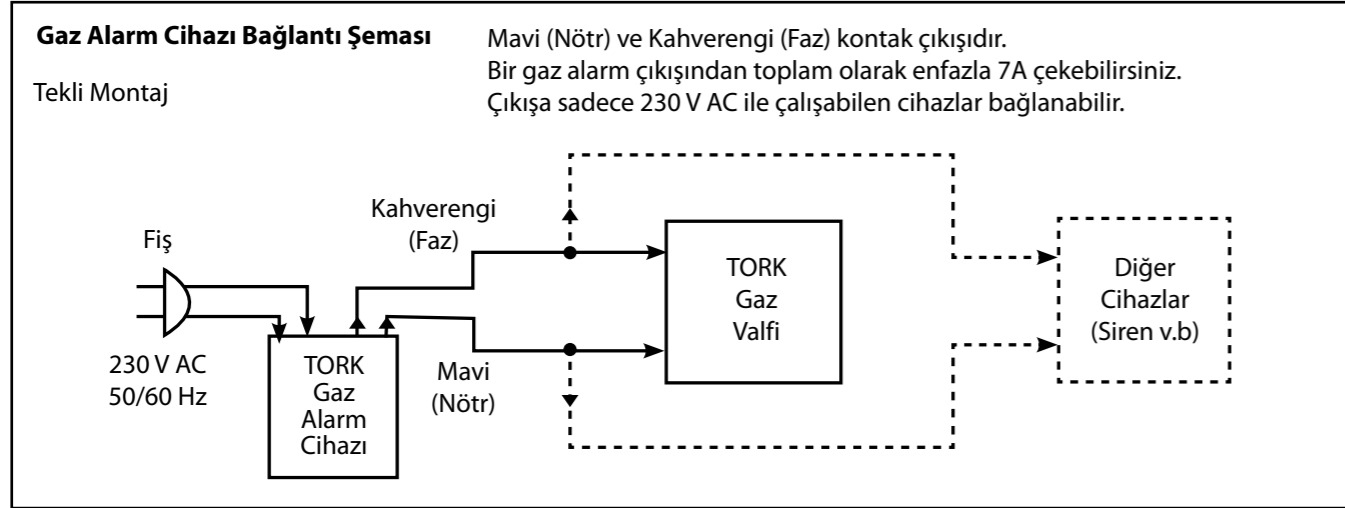 Gaz Alarm Cihazı Bağlantı Şeması
Tekli Montaj
Mavi (Nötr) ve Kahverengi (Faz) kontak çıkışıdır.
Bir gaz alarm çıkışından toplam olarak enfazla 7A çekebilirsiniz.
Çıkışa sadece 230 V AC ile çalışabilen cihazlar bağlanabilir.
Fiş
230 V AC
50/60 Hz
TORK
Gaz
Alarm
Cihazı
Kahverengi
(Faz)
Mavi
(Nötr)
TORK
Gaz
Valfi
Diğer
Cihazlar
(Siren v.b)